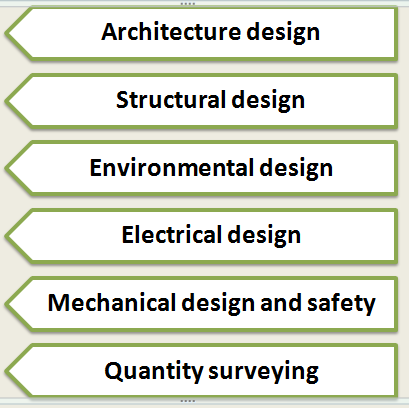 Architecture design
Structural design
Environmental design
Electrical design
Mechanical design and safety
Quantity surveying